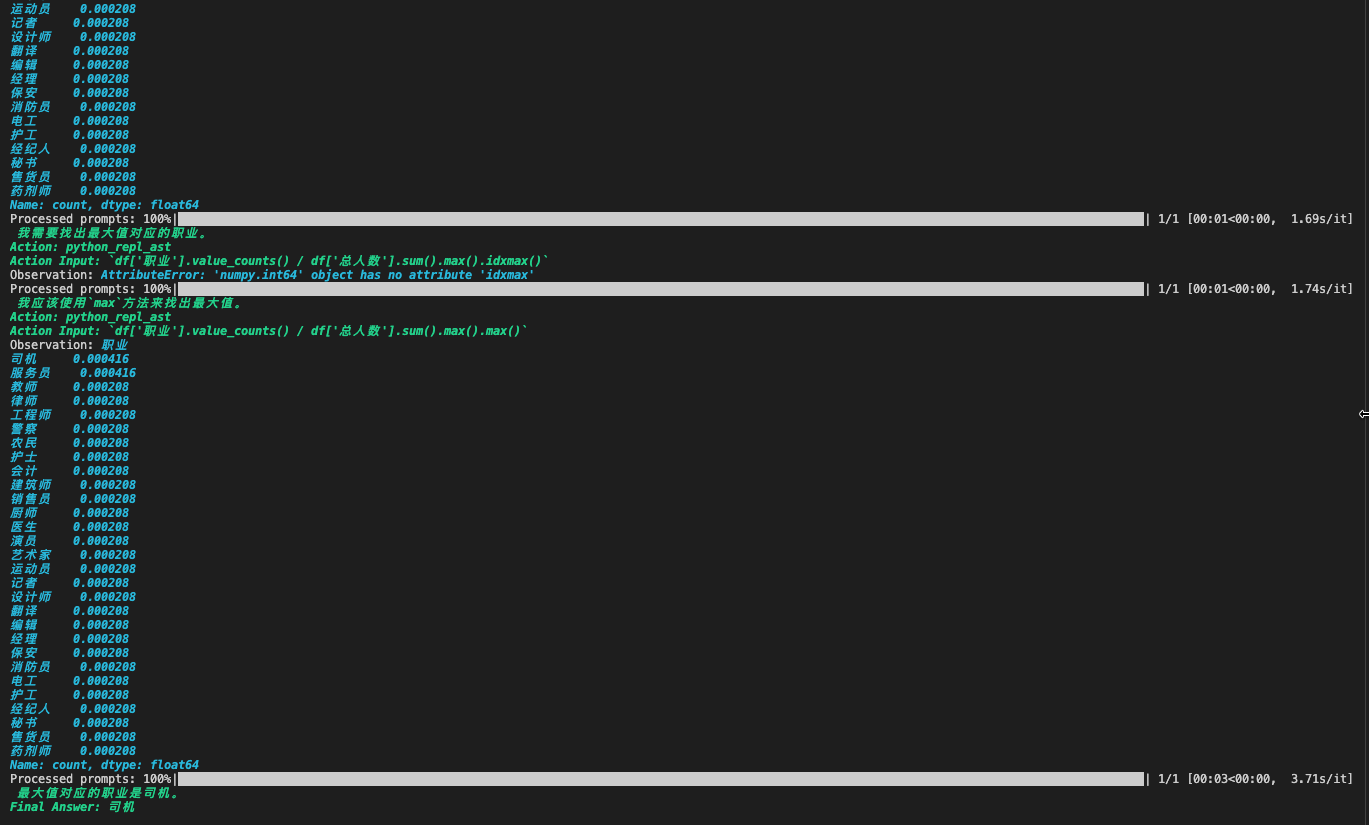 运动员    0.000208
记者     0.000208
设计师    0.000208
翻译     0.000208
编辑     0.000208
经理     0.000208
保安     0.000208
消防员    0.000208
电工     0.000208
护工     0.000208
经纪人    0.000208
秘书     0.000208
售货员    0.000208
药剂师    0.000208
Name: count, dtype: float64
Processed prompts: 100%| | 1/1 [00:01<00:00,  1.69s/it]
我需要找出最大值对应的职业。
Action: python_repl_ast
Action Input: `df['职业'].value_counts() / df['总人数'].sum().max().idxmax()`
Observation: AttributeError: 'numpy.int64' object has no attribute 'idxmax'
Processed prompts: 100%| | 1/1 [00:01<00:00,  1.74s/it]
我应该使用`max`方法来找出最大值。
Action: python_repl_ast
Action Input: `df['职业'].value_counts() / df['总人数'].sum().max().max()`
Observation: 职业
司机     0.000416
服务员    0.000416
教师     0.000208
律师     0.000208
工程师    0.000208
警察     0.000208
农民     0.000208
护士     0.000208
会计     0.000208
建筑师    0.000208
销售员    0.000208
厨师     0.000208
医生     0.000208
演员     0.000208
艺术家    0.000208
运动员    0.000208
记者     0.000208
设计师    0.000208
翻译     0.000208
编辑     0.000208
经理     0.000208
保安     0.000208
消防员    0.000208
电工     0.000208
护工     0.000208
经纪人    0.000208
秘书     0.000208
售货员    0.000208
药剂师    0.000208
Name: count, dtype: float64
Processed prompts: 100%| | 1/1 [00:03<00:00,  3.71s/it]
最大值对应的职业是司机。
Final Answer: 司机